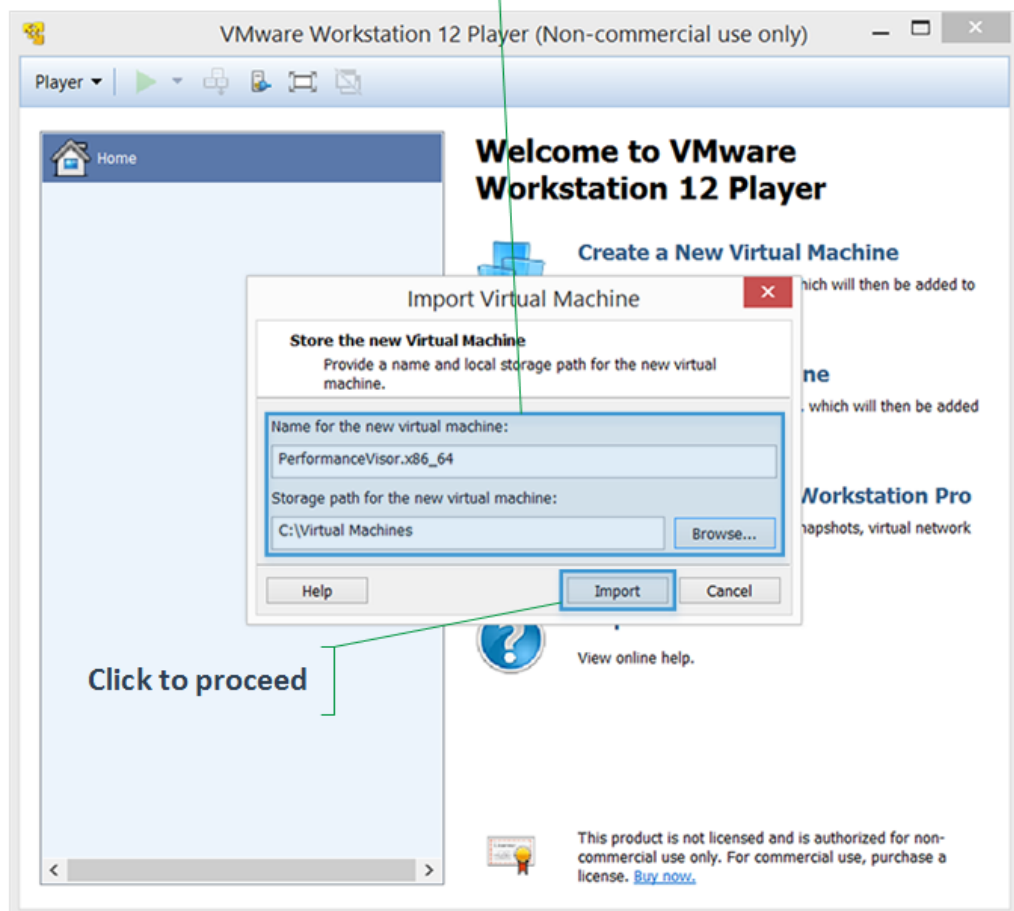 VMware Workstation 12 Player (Non-commercial use only)
Player
Home
Welcome to VMware
Workstation 12 Player
Create a New Virtual Machine
hich will then be added to
Import Virtual Machine
Store the new Virtual Machine
Provide a name and local storage path for the new virtual
machine.
ne
which will then be added
Name for the new virtual machine:
PerformanceVisor.x86_64
Storage path for the new virtual machine:
C:\Virtual Machines
Browse...
Workstation Pro
napshots, virtual network
Help
Import
Cancel
View online help.
Click to proceed
This product is not licensed and is authorized for non-
commercial use only. For commercial use, purchase a
license. Buy now.